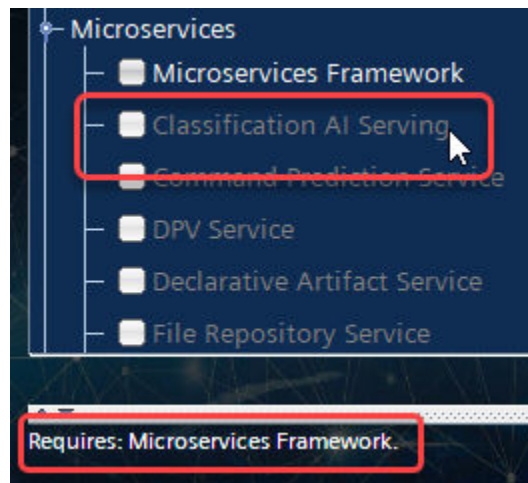 Microservices
Microservices Framework
Classification AI Serving
Command Prediction Service
DPV Service
Declarative Artifact Service
File Repository Service
Requires: Microservices Framework.